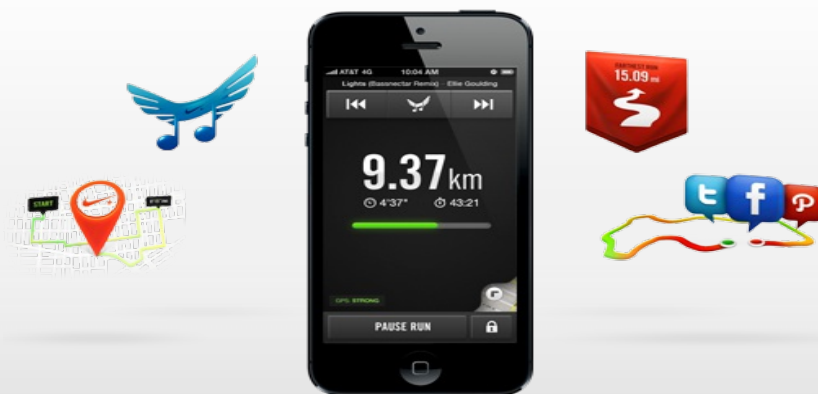 AT&T 4G 10:04 AM
Lights (Bassnectar Remix) - Ellie Goulding
9.37km
4'37" 43:21
GPS: STRONG
PAUSE RUN
START
FARTHEST RUN
15.09 mi